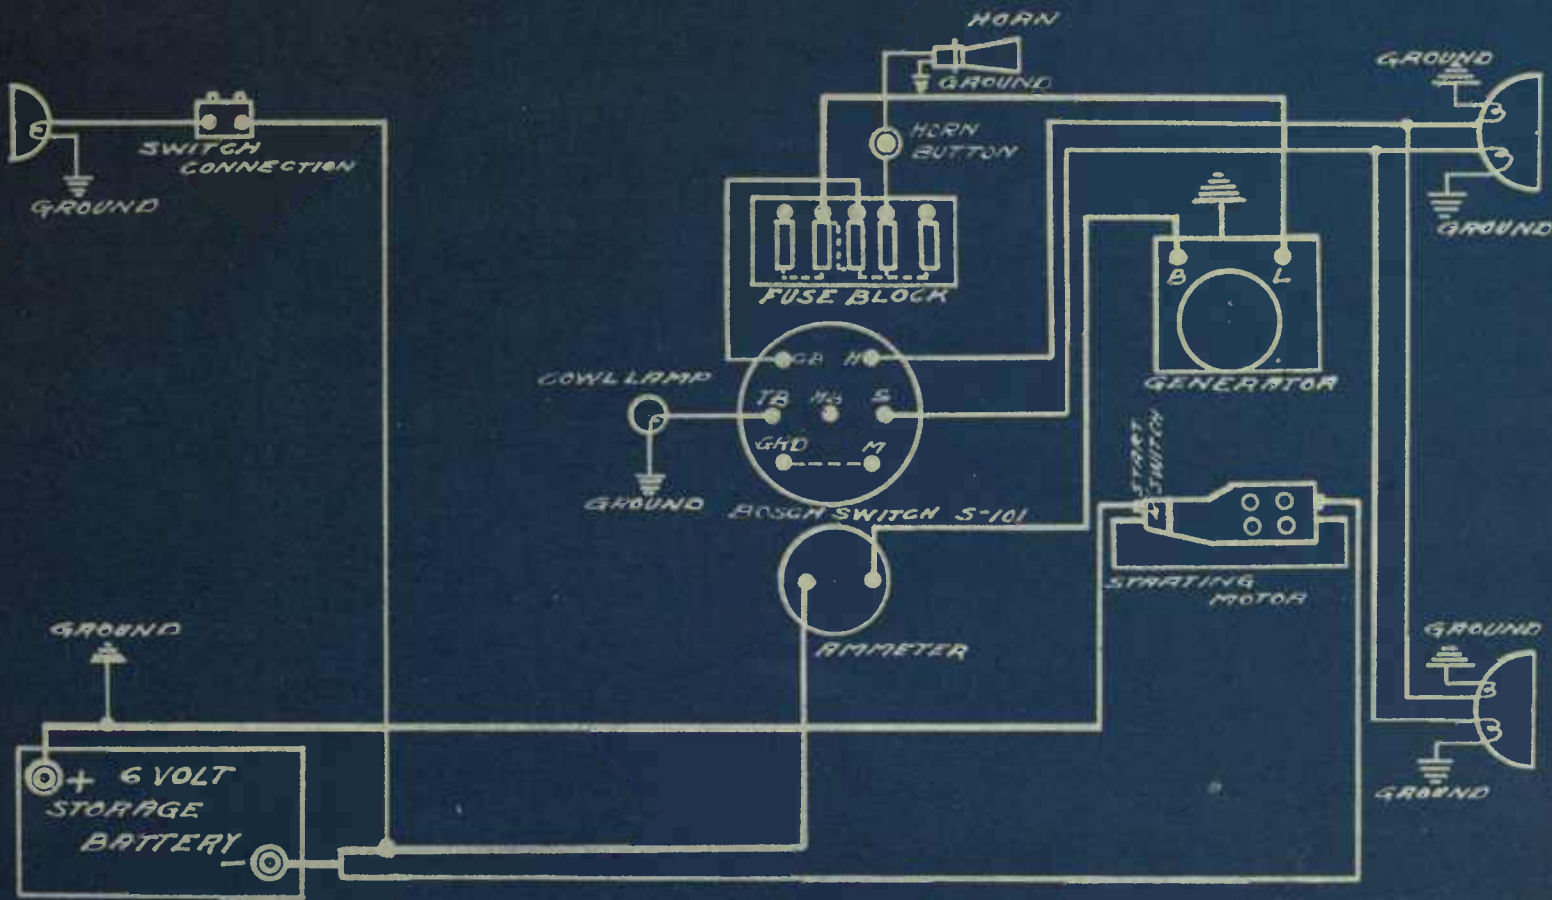 HORN
GROUND
GROUND
HORN
BUTTON
SWITCH
CONNECTION
GROUND
GROUND
B
L
FUSE BLOCK
GENERATOR
COWL LAMP
GB
H
TB
S
GRD
M
GROUND
BOSCH SWITCH S-101
START
SWITCH
STARTING
MOTOR
AMMETER
GROUND
GROUND
+ 6 VOLT
STORAGE
BATTERY -
GROUND